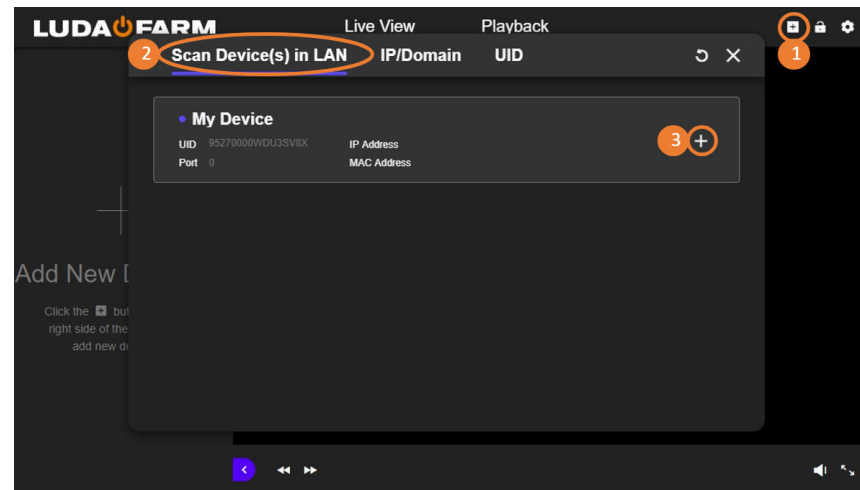 LUDA FARM
Live View Playback
1
2 Scan Device(s) in LAN IP/Domain UID
My Device
UID 95270000WDU3SV8X IP Address
Port 0 MAC Address
3
Add New
Click the
right side of the
add new